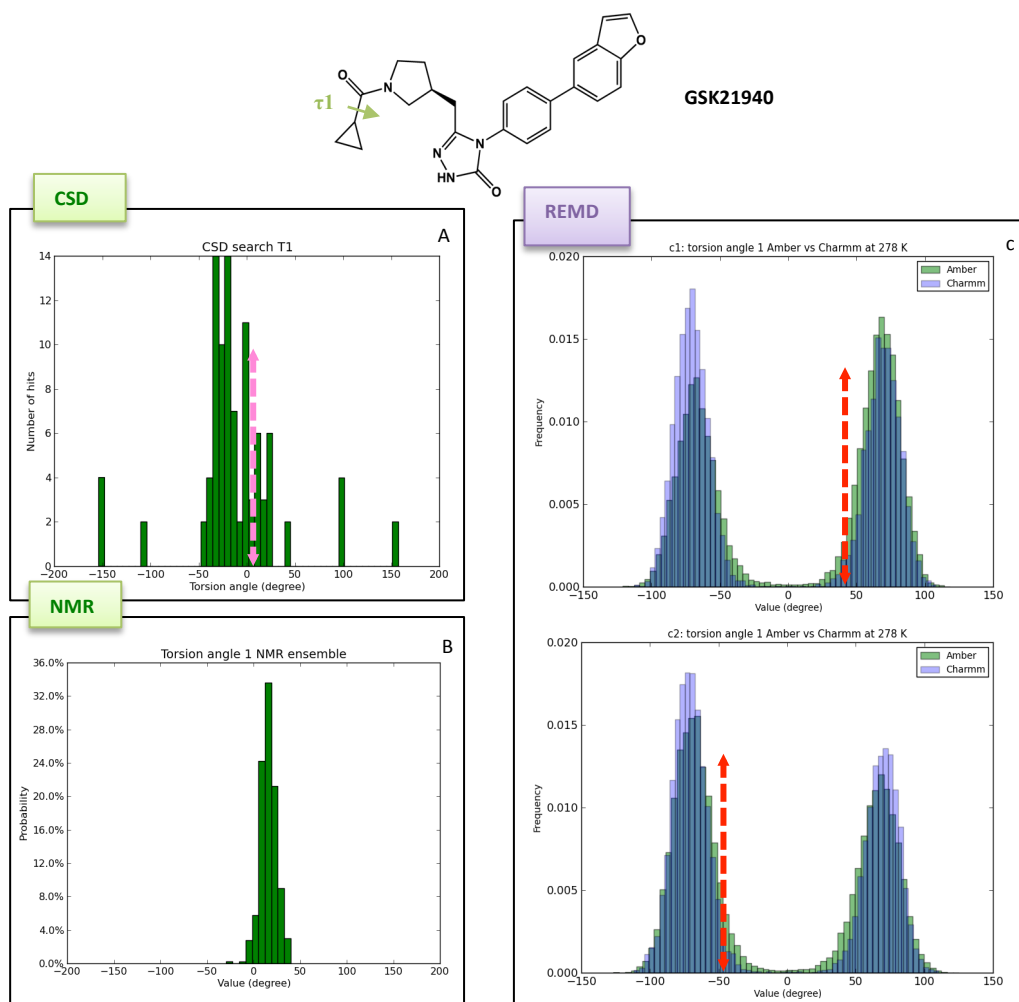 O
O
N
τ1
GSK21940
N
N
HN
O
CSD
A
CSD search T1
14
12
10
8
6
4
2
0
Number of hits
−200 −150 −100 −50 0 50 100 150 200
Torsion angle (degree)
NMR
B
Torsion angle 1 NMR ensemble
36.0%
32.0%
28.0%
24.0%
20.0%
16.0%
12.0%
8.0%
4.0%
0.0%
Probability
−200 −150 −100 −50 0 50 100 150 200
Value (degree)
REMD
c
c1: torsion angle 1 Amber vs Charmm at 278 K
Amber
Charmm
0.020
0.015
0.010
0.005
0.000
Frequency
−150 −100 −50 0 50 100 150
Value (degree)
c2: torsion angle 1 Amber vs Charmm at 278 K
Amber
Charmm
0.020
0.015
0.010
0.005
0.000
Frequency
−150 −100 −50 0 50 100 150
Value (degree)